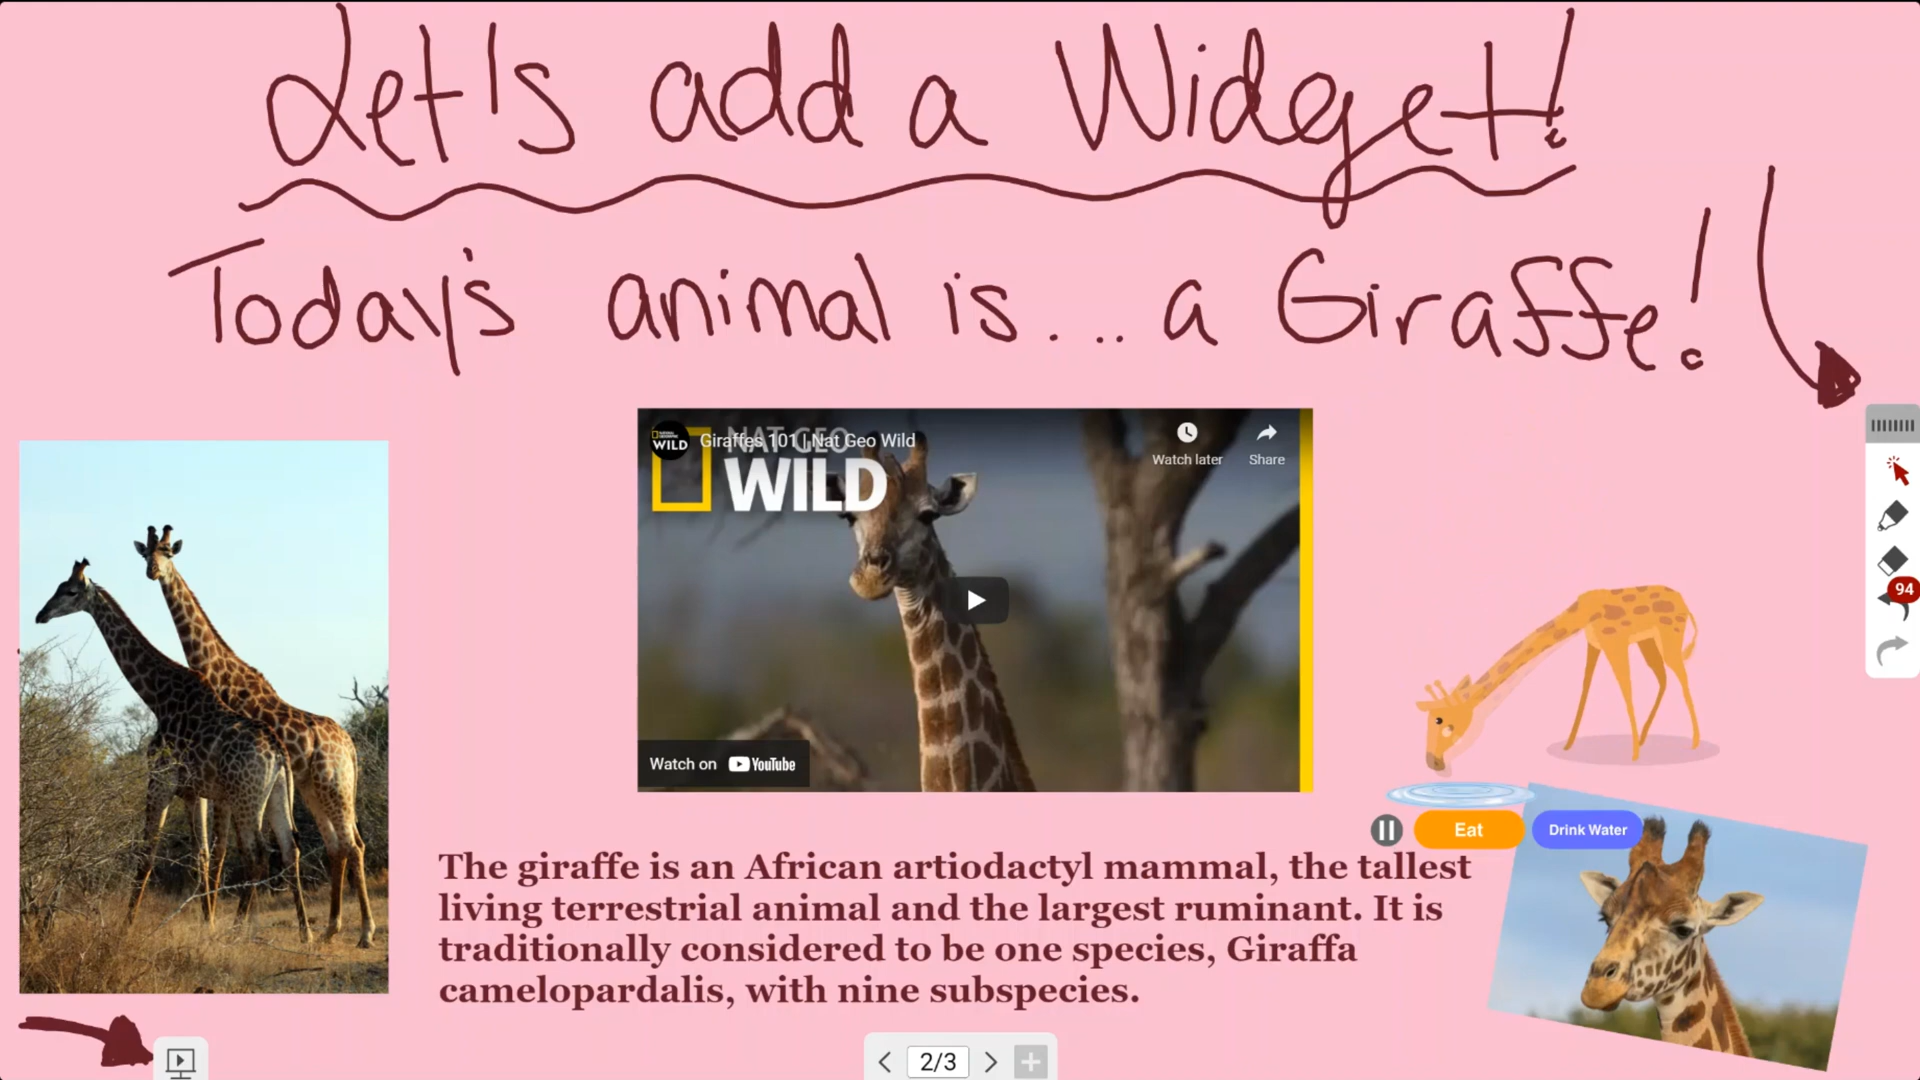 Let's add a Widget!
Today's animal is... a Giraffe!
WILD
Giraffes 101 | Nat Geo Wild
NAT GEO
WILD
Watch later
Share
94
Watch on YouTube
Eat
Drink Water
The giraffe is an African artiodactyl mammal, the tallest
living terrestrial animal and the largest ruminant. It is
traditionally considered to be one species, Giraffa
camelopardalis, with nine subspecies.
2/3